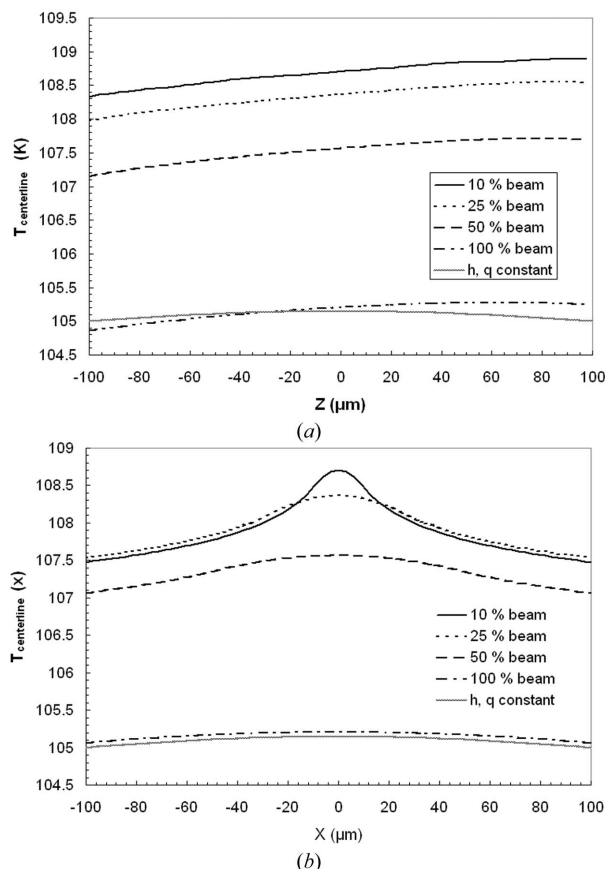 109.5
109
108.5
108
107.5
107
106.5
106
105.5
105
104.5
T centerline (K)
10 % beam
25 % beam
50 % beam
100 % beam
h, q constant
-100 -80 -60 -40 -20 0 20 40 60 80 100
Z (µm)
(a)
109
108.5
108
107.5
107
106.5
106
105.5
105
104.5
T centerline (x)
10 % beam
25 % beam
50 % beam
100 % beam
h, q constant
-100 -80 -60 -40 -20 0 20 40 60 80 100
X (µm)
(b)